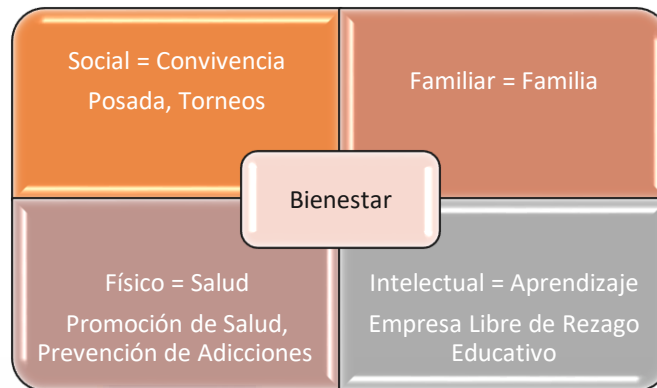 Social = Convivencia
Posada, Torneos
Familiar = Familia
Bienestar
Físico = Salud
Promoción de Salud,
Prevención de Adicciones
Intelectual = Aprendizaje
Empresa Libre de Rezago
Educativo